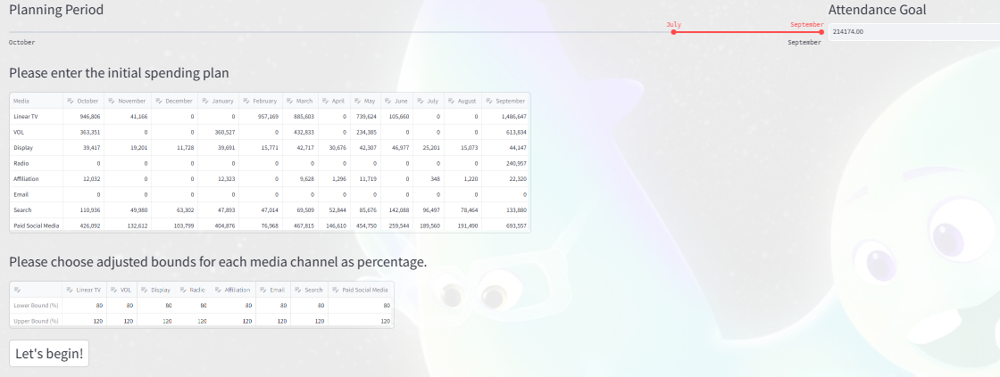 Planning Period
Attendance Goal
July September
214174.00
October September
Please enter the initial spending plan
Media October November December January February March April May June July August September
Linear TV 946,806 41,166 0 0 957,169 885,603 0 739,624 105,660 0 0 1,486,647
VOL 363,351 0 0 360,527 0 432,833 0 234,385 0 0 0 613,834
Display 39,417 19,201 11,728 39,691 15,771 42,717 30,676 42,307 46,977 25,201 15,073 44,147
Radio 0 0 0 0 0 0 0 0 0 0 0 240,957
Affiliation 12,032 0 0 12,323 0 9,628 1,296 11,719 0 348 1,220 22,320
Email 0 0 0 0 0 0 0 0 0 0 0 0
Search 110,936 49,980 63,302 47,893 47,014 69,509 52,844 85,676 142,088 96,497 78,464 133,880
Paid Social Media 426,092 132,612 103,799 404,876 76,968 467,815 146,610 454,750 259,544 189,560 191,490 693,557
Please choose adjusted bounds for each media channel as percentage.
Linear TV VOL Display Radio Affiliation Email Search Paid Social Media
Lower Bound (%) 80 80 80 80 80 80 80 80
Upper Bound (%) 120 120 120 120 120 120 120 120
Let's begin!